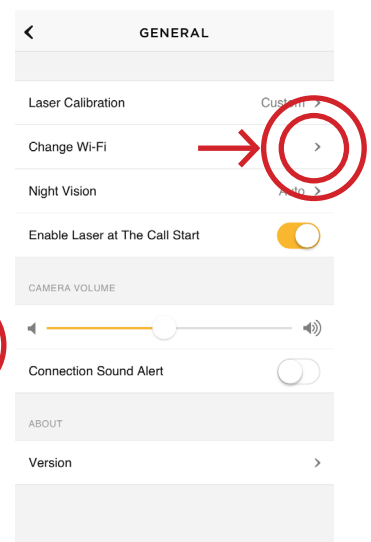 GENERAL
Laser Calibration Custom
Change Wi-Fi
Night Vision Auto
Enable Laser at The Call Start
CAMERA VOLUME
Connection Sound Alert
ABOUT
Version